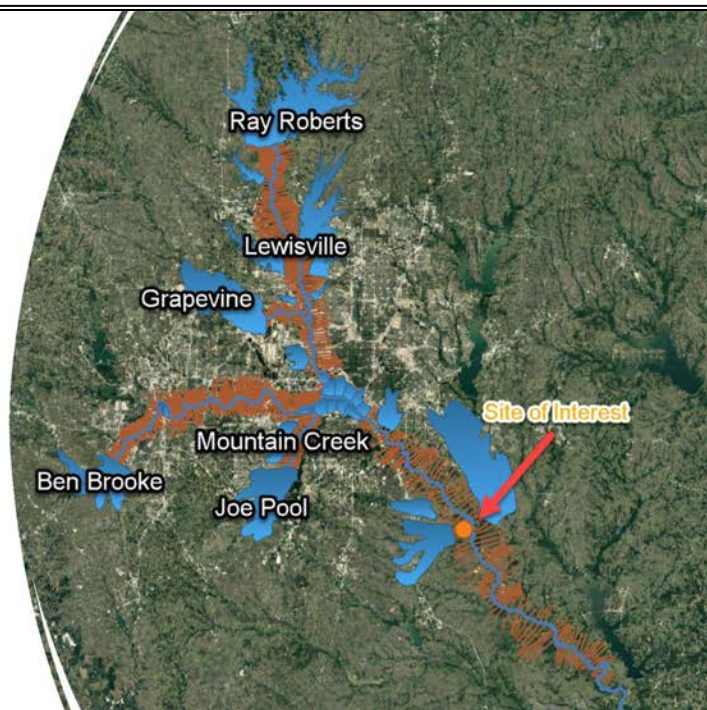 Ray Roberts
Lewisville
Grapevine
Site of Interest
Mountain Creek
Ben Brooke
Joe Pool